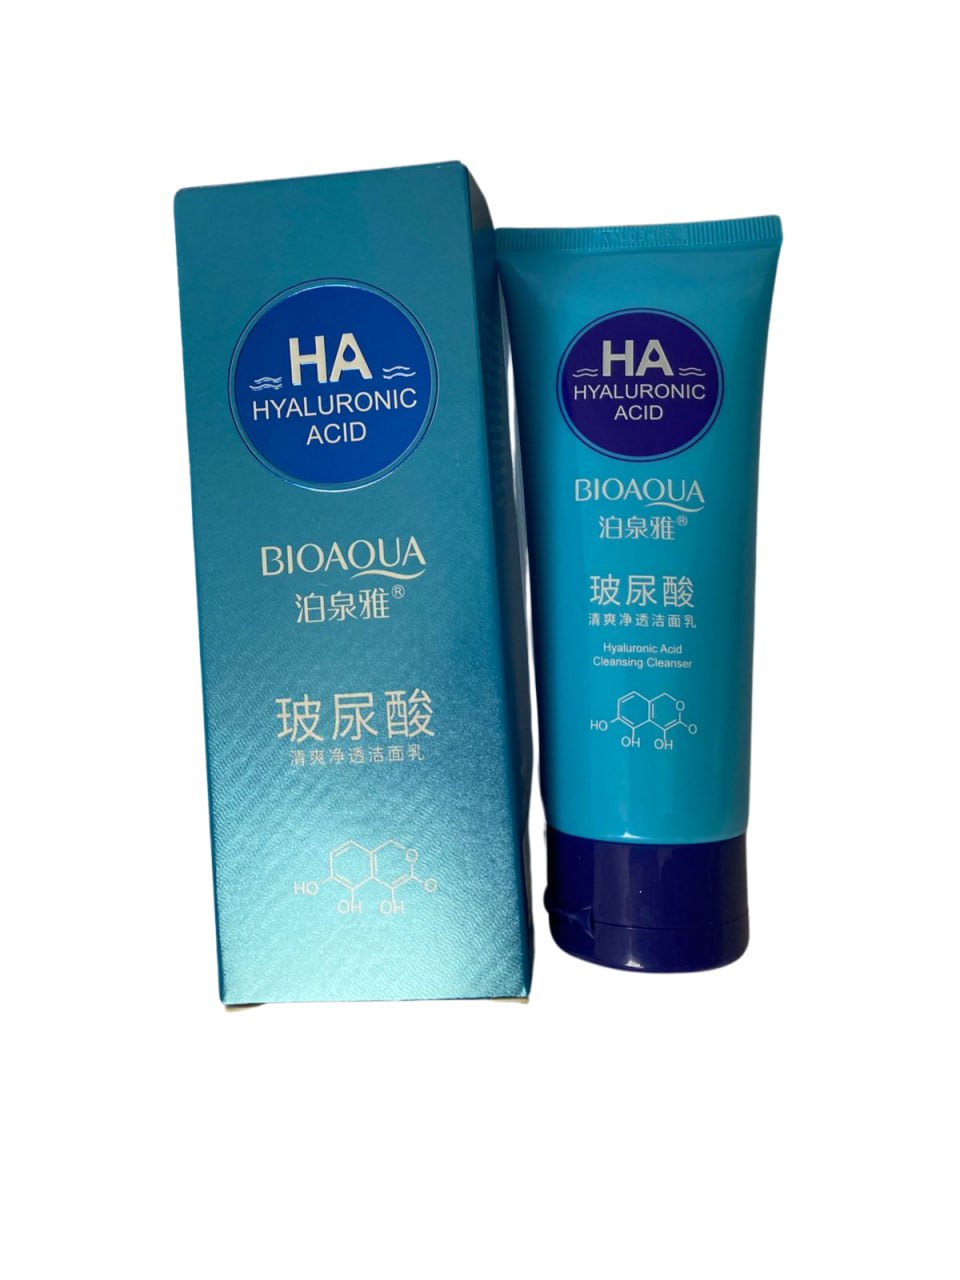 HA
HYALURONIC
ACID
BIOAQUA
泊泉雅®
玻尿酸
清爽净透洁面乳
O
HO
O
OH OH
HA
HYALURONIC
ACID
BIOAQUA
泊泉雅®
玻尿酸
清爽净透洁面乳
Hyaluronic Acid
Cleansing Cleanser
O
HO
O
OH OH